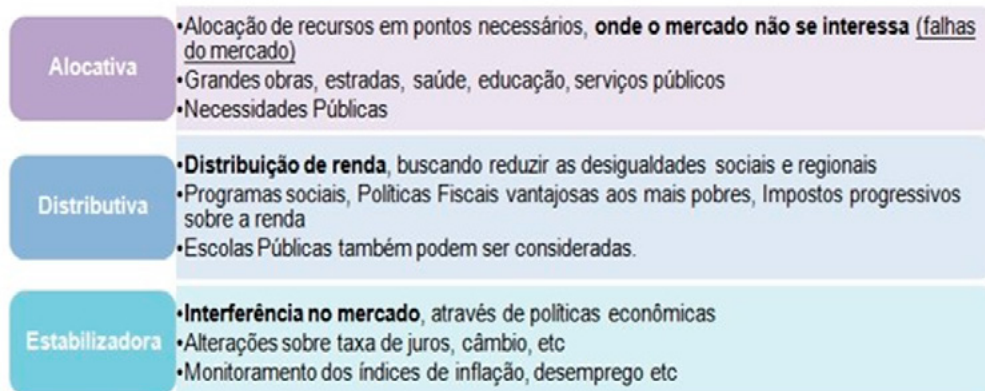 Alocativa
•Alocação de recursos em pontos necessários, onde o mercado não se interessa (falhas
do mercado)
•Grandes obras, estradas, saúde, educação, serviços públicos
•Necessidades Públicas
Distributiva
•Distribuição de renda, buscando reduzir as desigualdades sociais e regionais
•Programas sociais, Políticas Fiscais vantajosas aos mais pobres, Impostos progressivos
sobre a renda
•Escolas Públicas também podem ser consideradas.
Estabilizadora
•Interferência no mercado, através de políticas econômicas
•Alterações sobre taxa de juros, câmbio, etc
•Monitoramento dos índices de inflação, desemprego etc